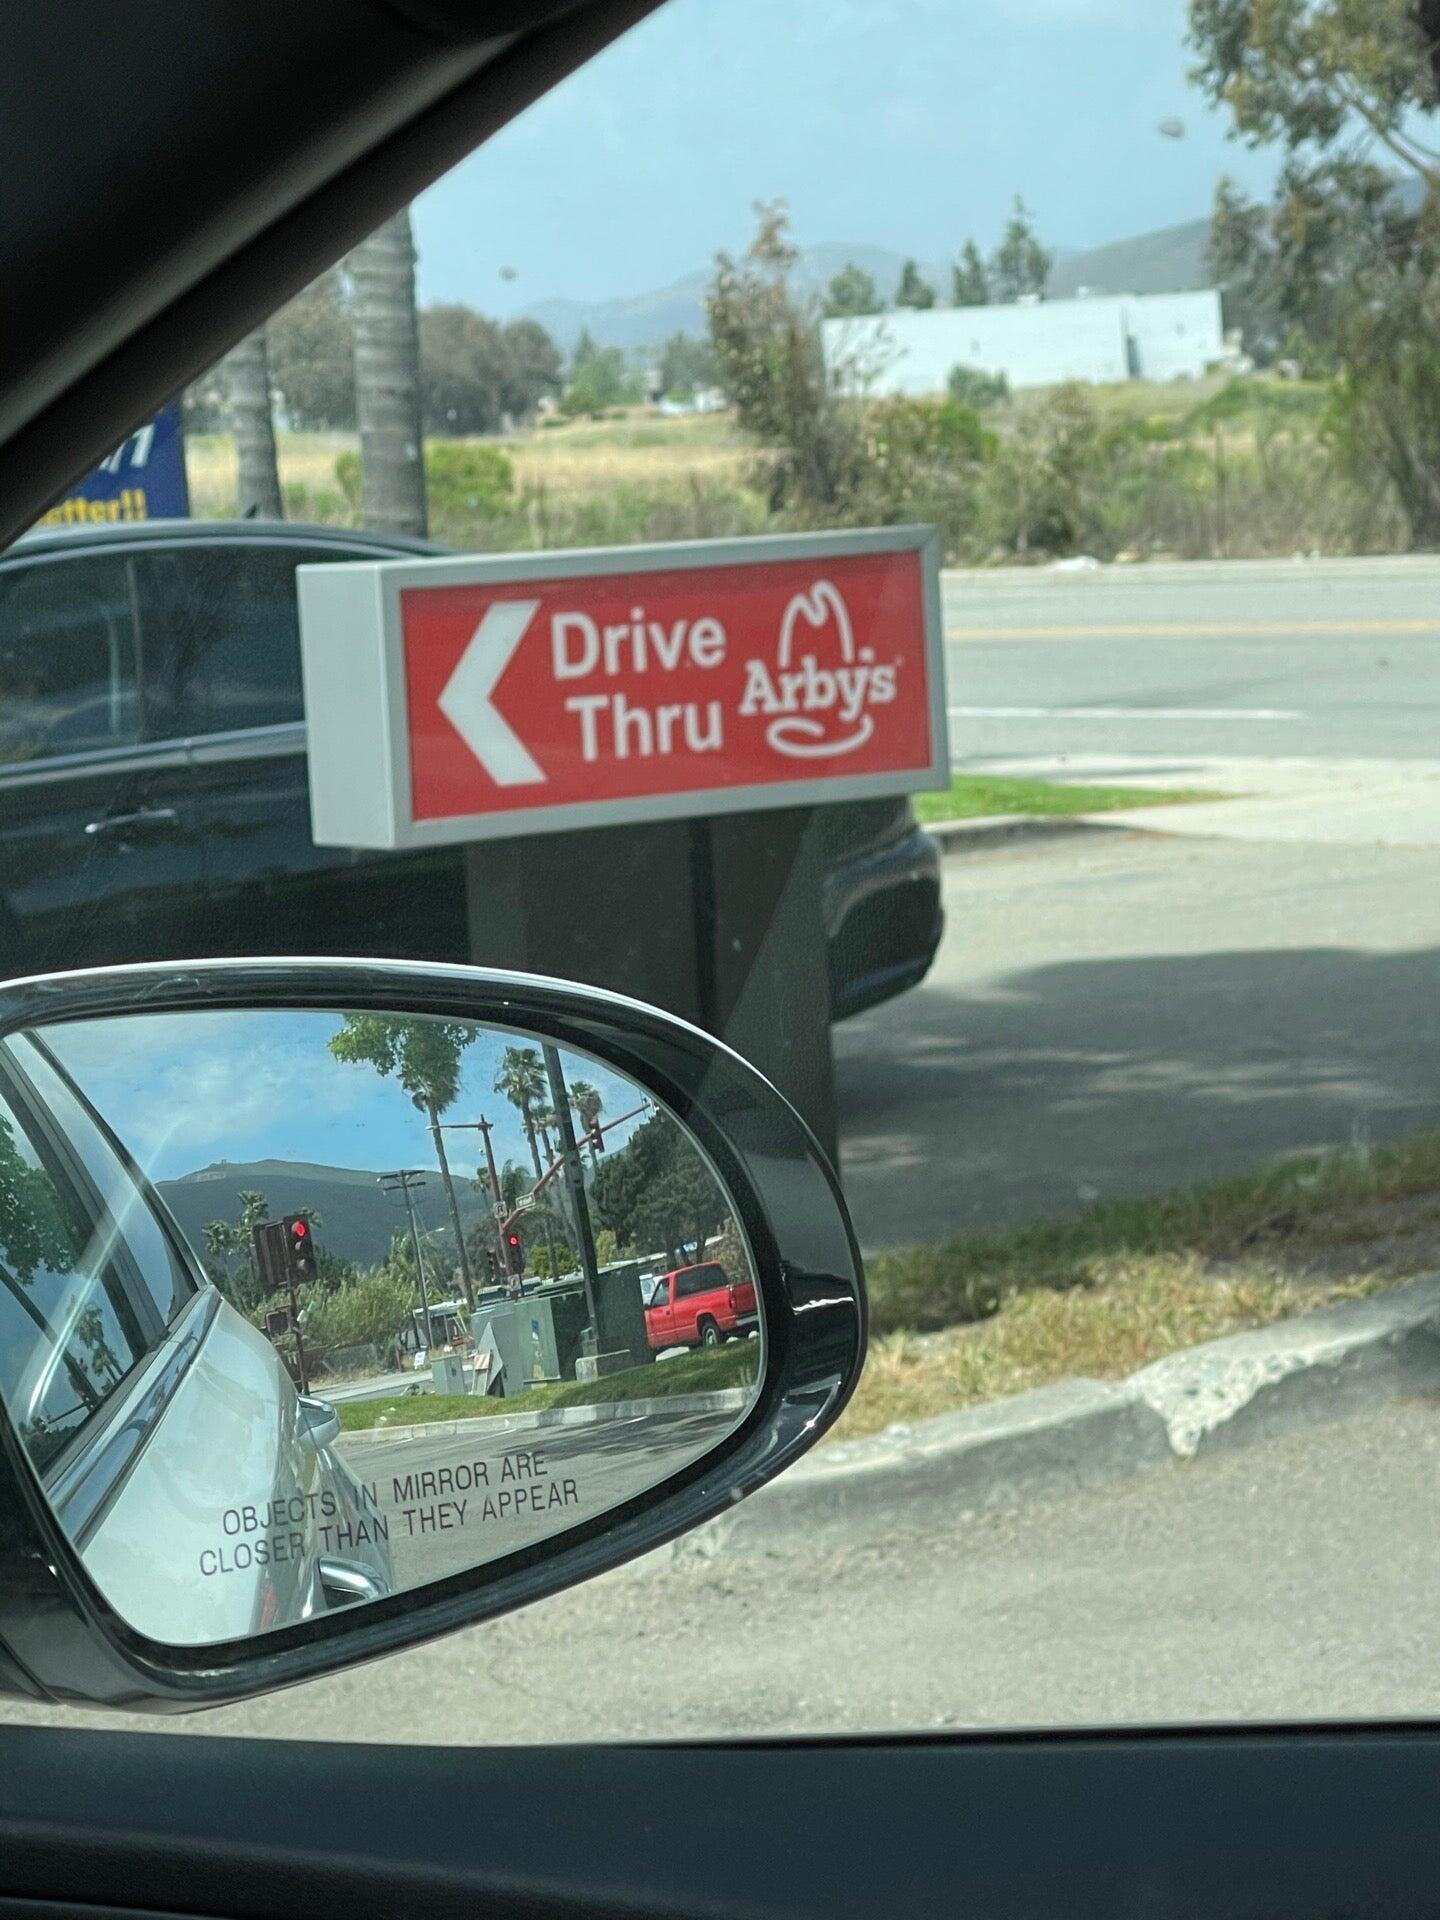 Drive
Thru
Arby's
OBJECTS IN MIRROR ARE
CLOSER THAN THEY APPEAR